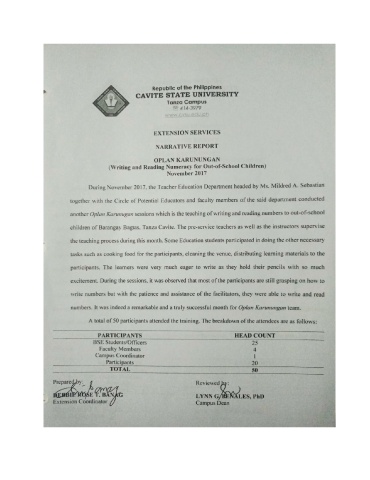 Republic of the Philippines
CAVITE STATE UNIVERSITY
Tanza Campus
EXTENSION SERVICES
NARRATIVE REPORT
OPLAN KARUNUNGAN
(Writing and Reading Numeracy for Out-of-School Children)
November 2017
During November 2017, the Teacher Education Department headed by Ms. Mildred A. Sebastian
together with the Circle of Potential Educators and faculty members of the said department conducted
another Oplan Karunungan sessions which is the teaching of writing and reading numbers to out-of-school
children of Barangay Bagtas, Tanza Cavite. The pre-service teachers as well as the instructors supervise
the teaching process during this month. Some Education students participated in doing the other necessary
tasks such as cooking food for the participants, cleaning the venue, distributing learning materials to the
participants. The learners were very much eager to write as they hold their pencils with so much
excitement. During the sessions, it was observed that most of the participants are still grasping on how to
write numbers but with the patience and assistance of the facilitators, they were able to write and read
numbers. It was indeed a remarkable and a truly successful month for Oplan Karunungan team.
A total of 50 participants attended the training. The breakdown of the attendees are as follows:
PARTICIPANTS HEAD COUNT
BSE Students/Officers 25
Faculty Members 4
Campus Coordinator 1
Participants 20
TOTAL 50
Prepared by: Reviewed by:
ROSE T. LYNN G. PhD
Extension Coordinator Campus Dean